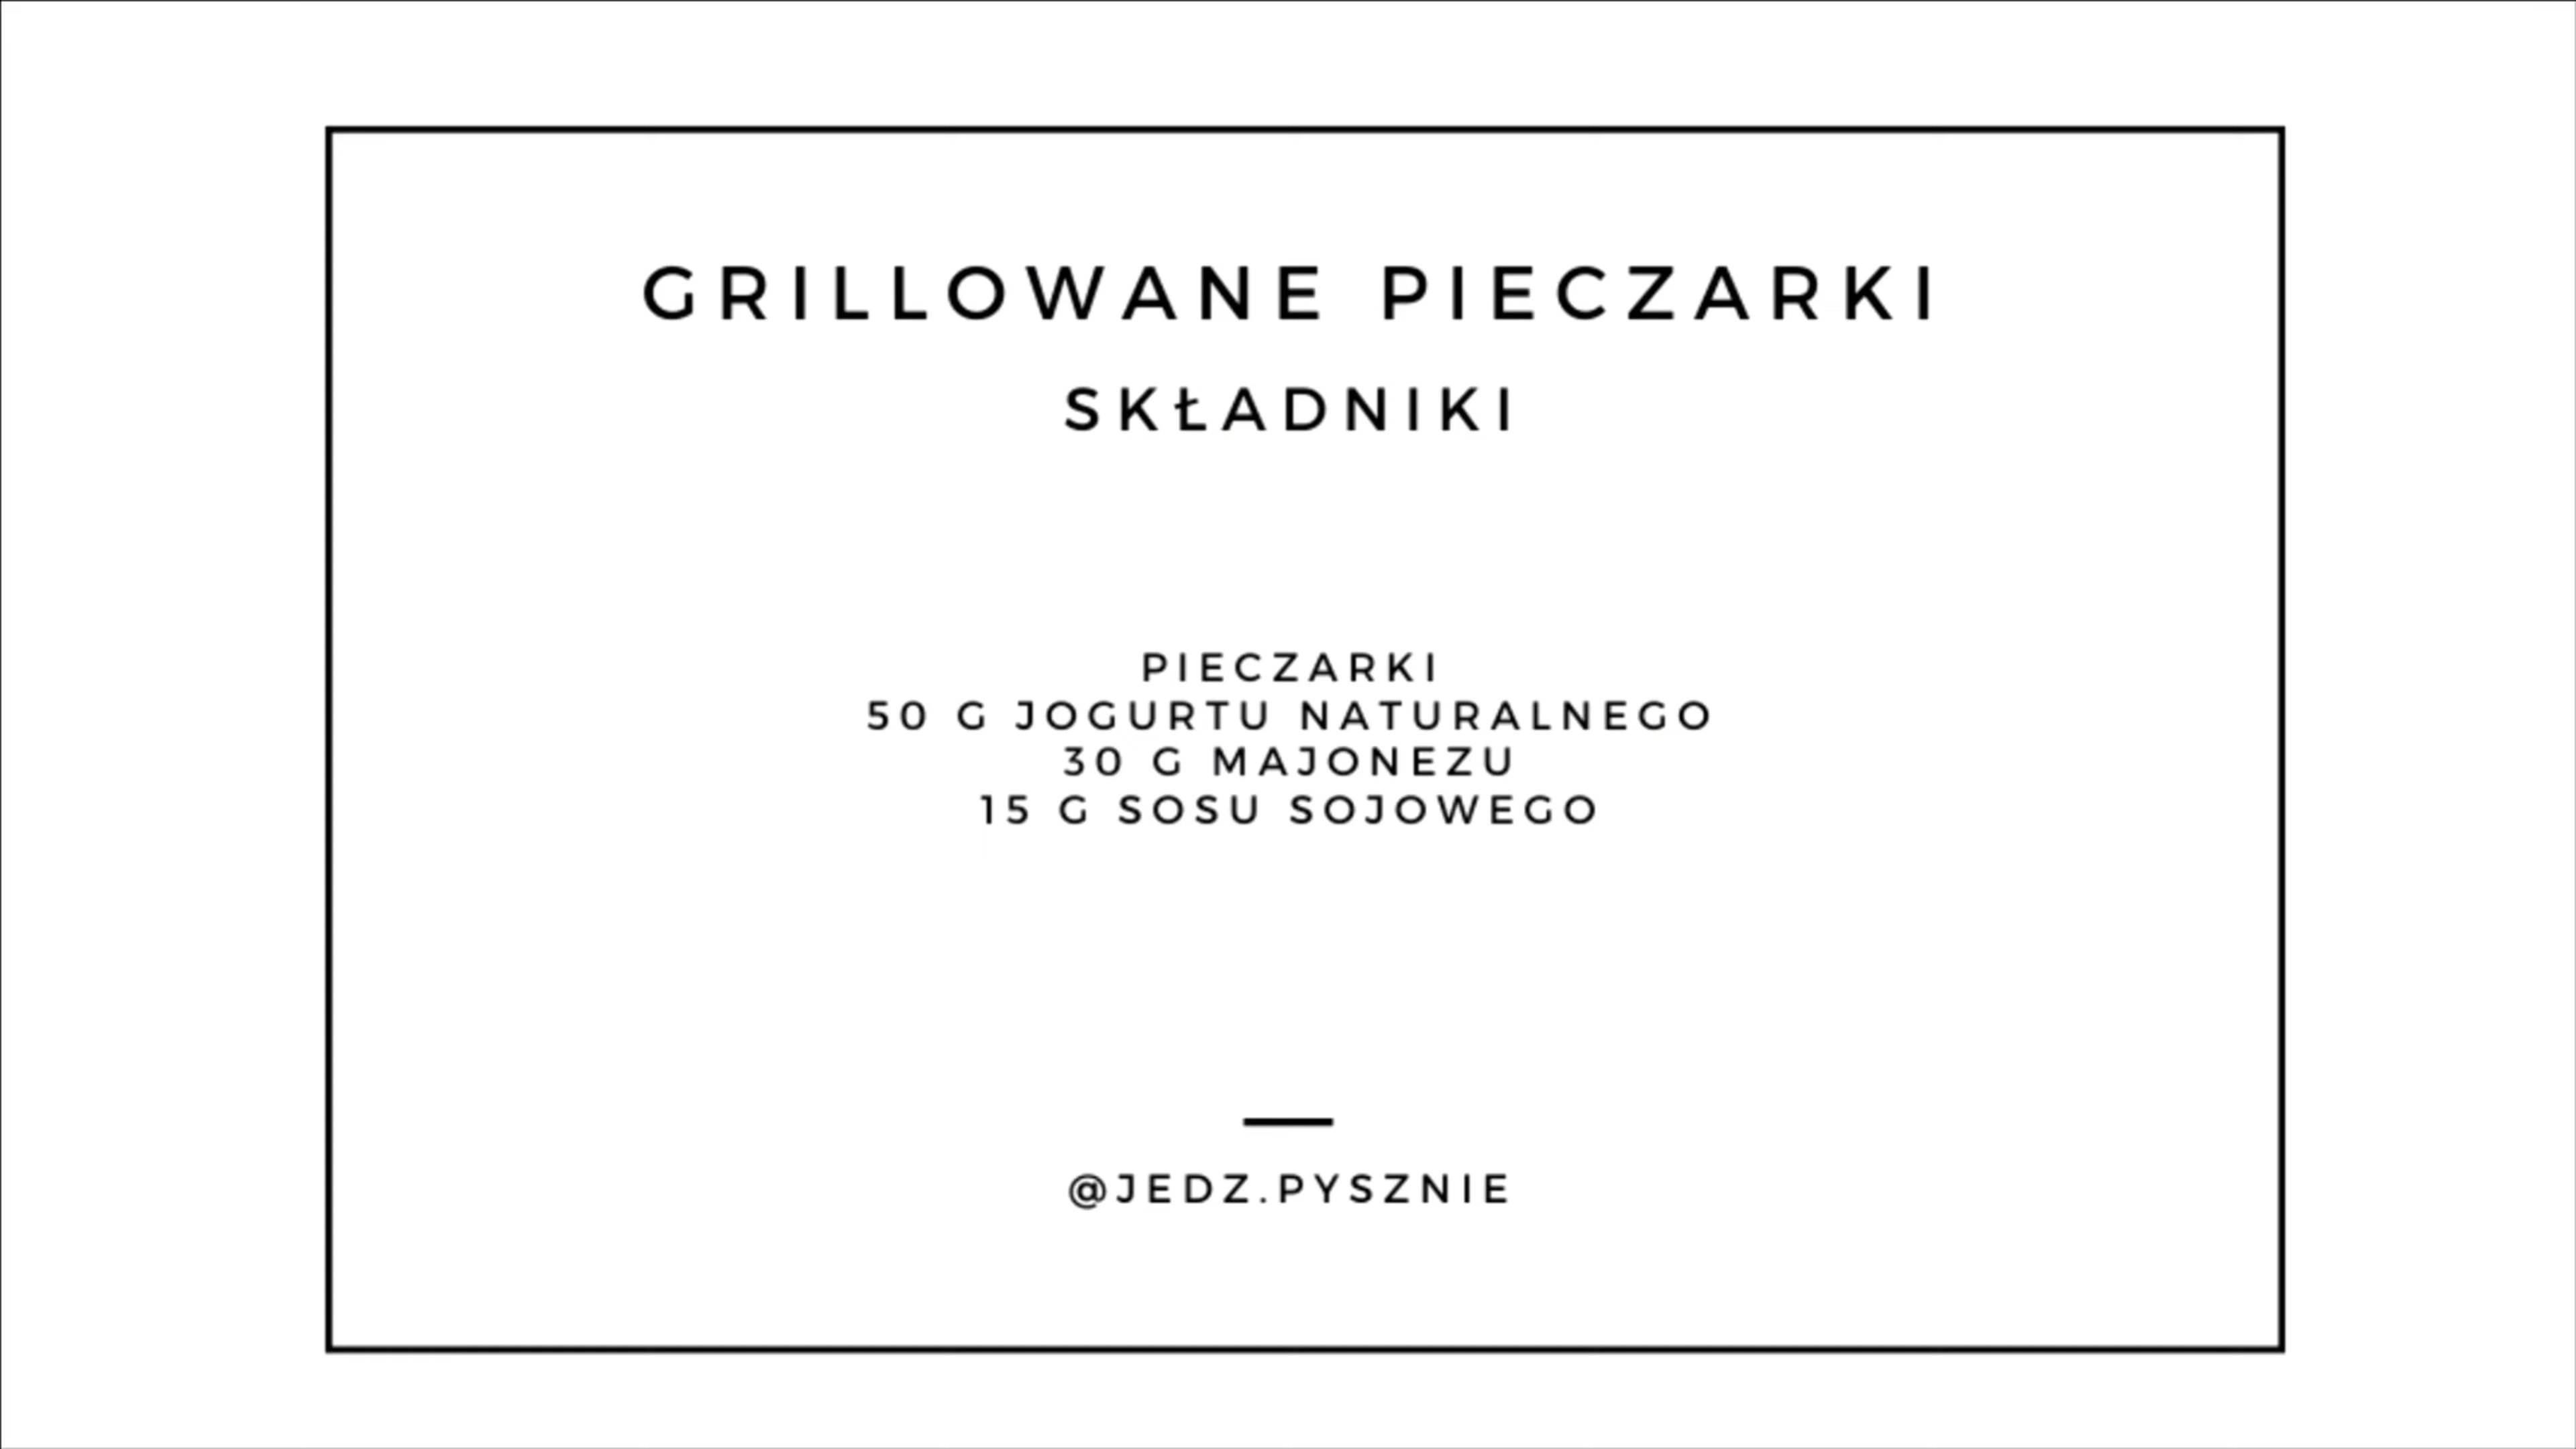 GRILLOWANE PIECZARKI
SKŁADNIKI
PIECZARKI
50 G JOGURTU NATURALNEGO
30 G MAJONEZU
15 G SOSU SOJOWEGO
@JEDZ.PYSZNIE